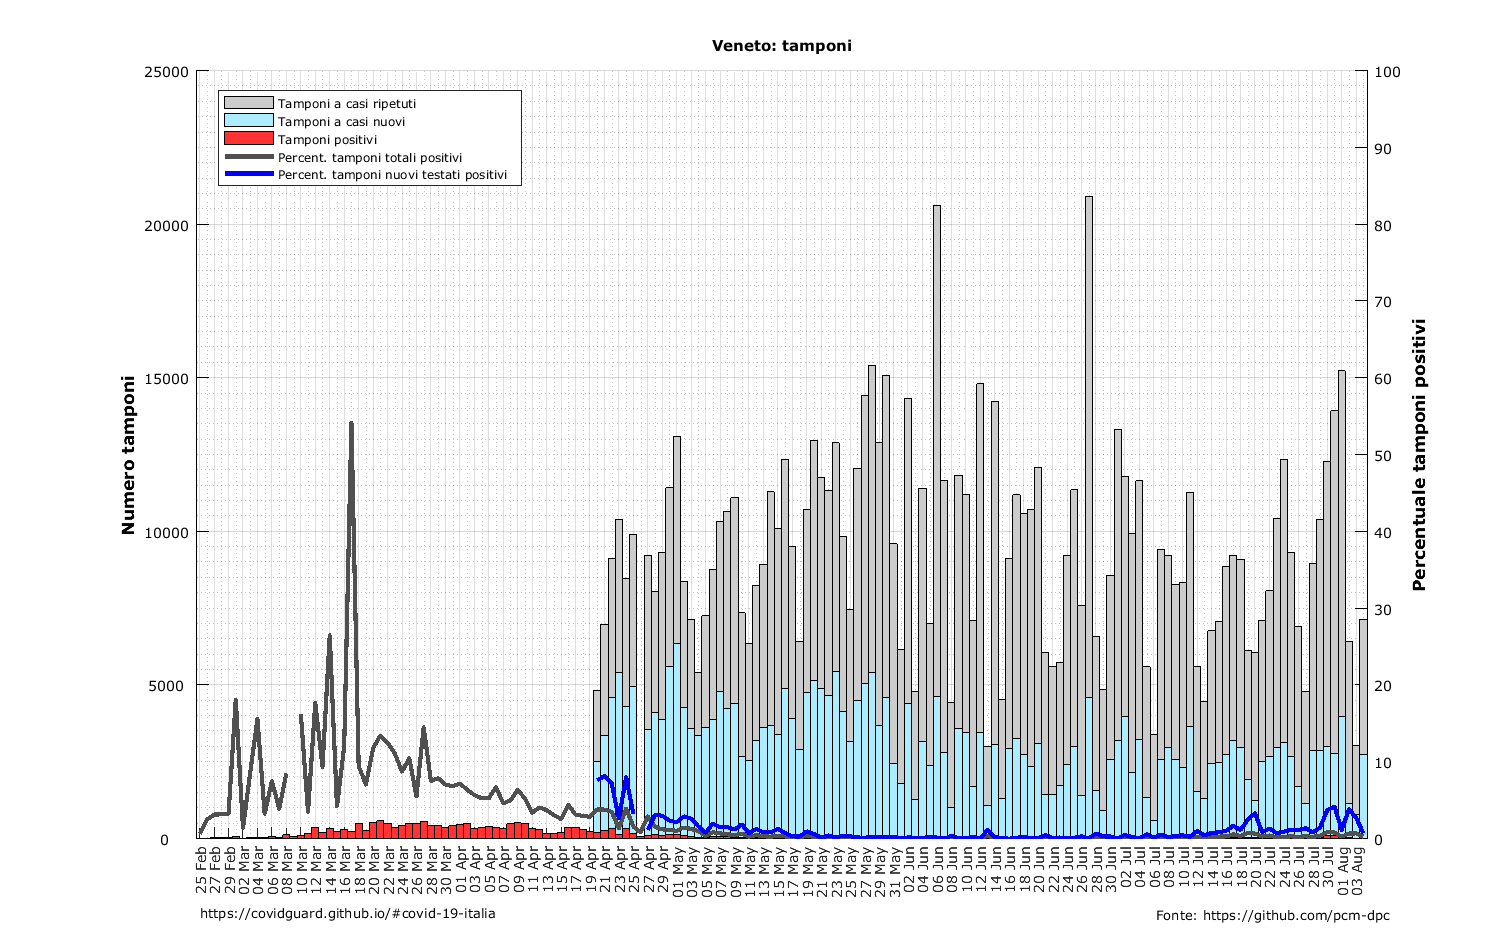 Veneto: tamponi
25000
20000
15000
10000
5000
0
Numero tamponi
Tamponi a casi ripetuti
Tamponi a casi nuovi
Tamponi positivi
Percent. tamponi totali positivi
Percent. tamponi nuovi testati positivi
100
90
80
70
60
50
40
30
20
10
0
Percentuale tamponi positivi
25 Feb
27 Feb
29 Feb
02 Mar
04 Mar
06 Mar
08 Mar
10 Mar
12 Mar
14 Mar
16 Mar
18 Mar
20 Mar
22 Mar
24 Mar
26 Mar
28 Mar
30 Mar
01 Apr
03 Apr
05 Apr
07 Apr
09 Apr
11 Apr
13 Apr
15 Apr
17 Apr
19 Apr
21 Apr
23 Apr
25 Apr
27 Apr
29 Apr
01 May
03 May
05 May
07 May
09 May
11 May
13 May
15 May
17 May
19 May
21 May
23 May
25 May
27 May
29 May
31 May
02 Jun
04 Jun
06 Jun
08 Jun
10 Jun
12 Jun
14 Jun
16 Jun
18 Jun
20 Jun
22 Jun
24 Jun
26 Jun
28 Jun
30 Jun
02 Jul
04 Jul
06 Jul
08 Jul
10 Jul
12 Jul
14 Jul
16 Jul
18 Jul
20 Jul
22 Jul
24 Jul
26 Jul
28 Jul
30 Jul
01 Aug
03 Aug
https://covidguard.github.io/#covid-19-italia
Fonte: https://github.com/pcm-dpc